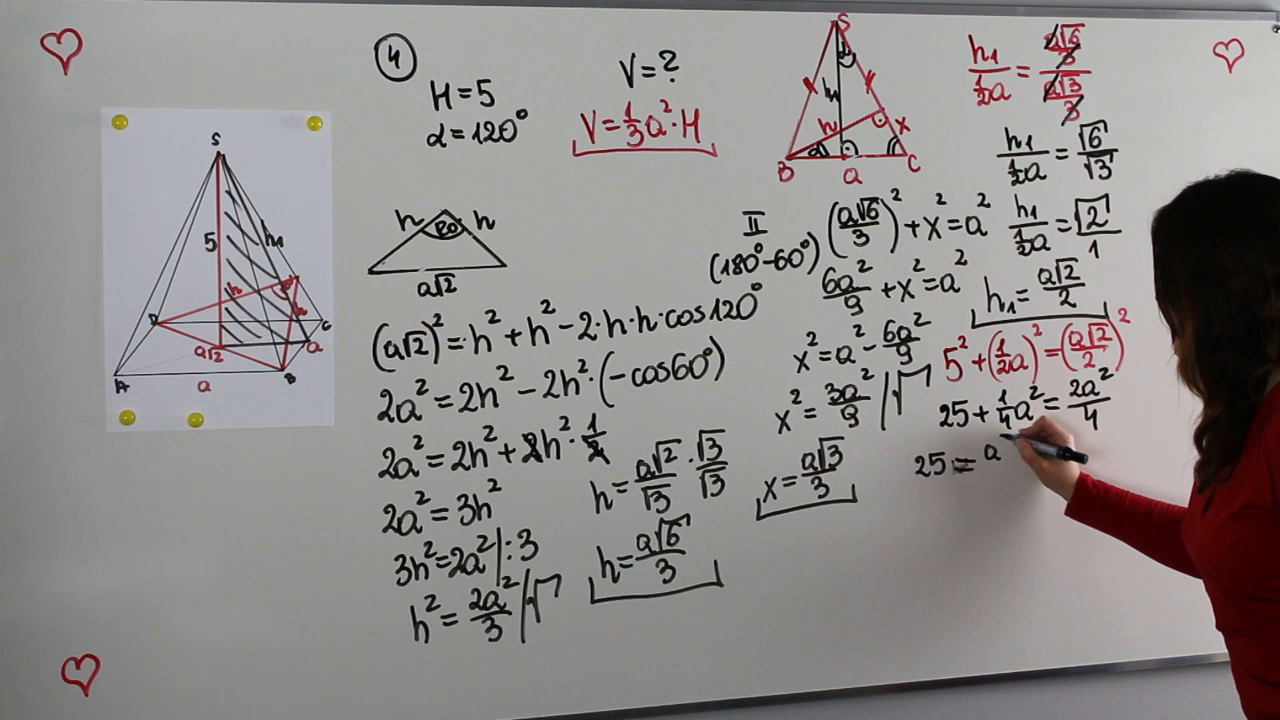 ④
H=5
α=120°
V=?
V=⅓a²·H
S
5
h₁
h
h
D
C
a√2
a
A
a
B
h
h
120°
a√2
(a√2)²=h²+h²-2·h·h·cos120°
2a²=2h²-2h²·(-cos60°)
2a²=2h²+2h²·1/2
2a²=3h²
3h²=2a²|:3
h²=2a²/3 |√
h=a√2/√3·√3/√3
h=a√6/3
S
α
h₁
h
x
α
B
a
C
II
(180°-60°)
(a√6/3)²+x²=a²
6a²/9+x²=a²
x²=a²-6a²/9
x²=3a²/9 |√
x=a√3/3
h₁/½a=(a√6/3)/(a√3/3)
h₁/½a=√6/√3
h₁/½a=√2/1
h₁=a√2/2
5²+(½a)²=(a√2/2)²
25+¼a²=2a²/4
25=a